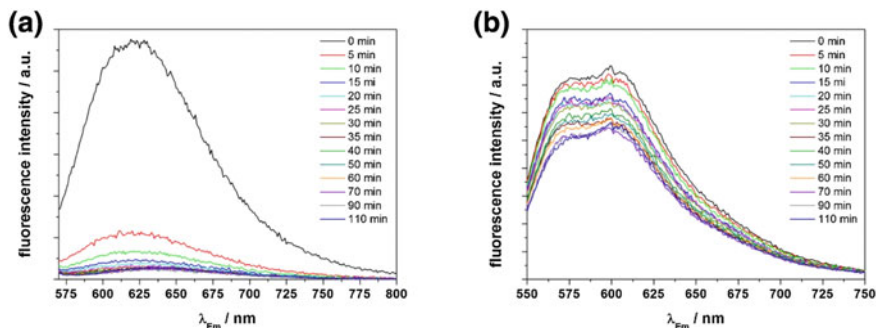 (a)
fluorescence intensity / a.u.
0 min
5 min
10 min
15 mi
20 min
25 min
30 min
35 min
40 min
50 min
60 min
70 min
90 min
110 min
575 600 625 650 675 700 725 750 775 800
λEm / nm
(b)
fluorescence intensity / a.u.
0 min
5 min
10 min
15 mi
20 min
25 min
30 min
35 min
40 min
50 min
60 min
70 min
90 min
110 min
550 575 600 625 650 675 700 725 750
λEm / nm